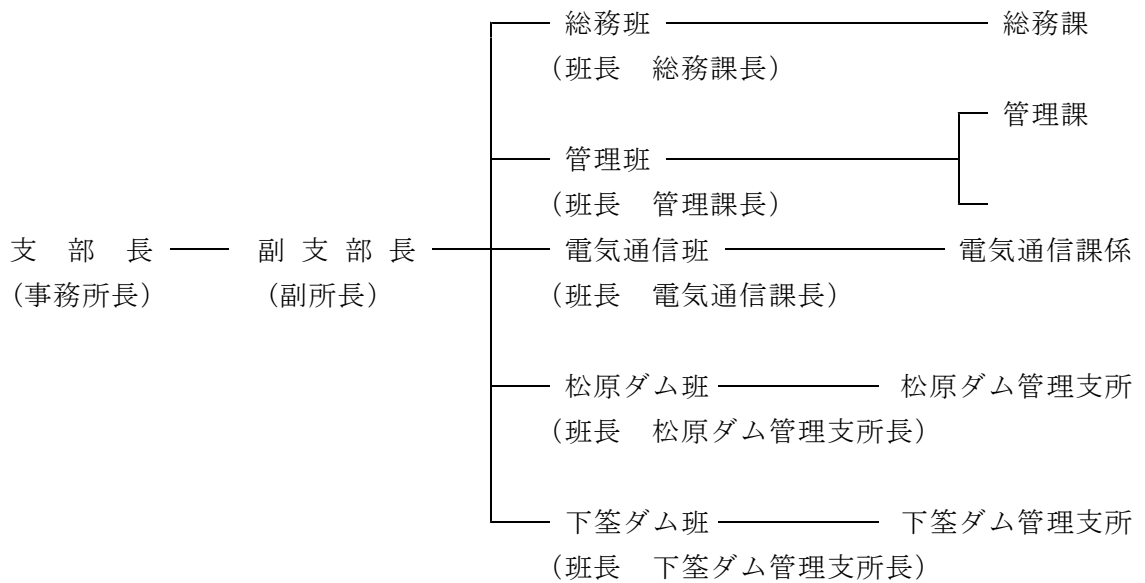 総務班 総務課
（班長　総務課長）
管理課
管理班
（班長　管理課長）
支　部　長 副 支 部 長 電気通信班 電気通信課係
（事務所長） （副所長） （班長　電気通信課長）
松原ダム班 松原ダム管理支所
（班長　松原ダム管理支所長）
下筌ダム班 下筌ダム管理支所
（班長　下筌ダム管理支所長）